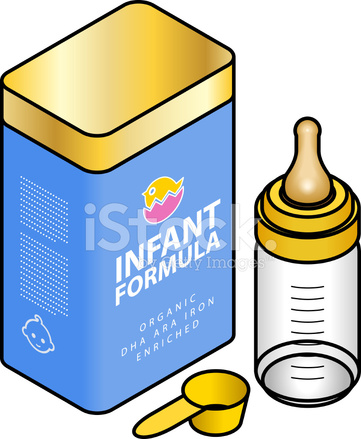 INFANT
FORMULA
ORGANIC
DHA ARA IRON
ENRICHED
iStock
by Getty Images